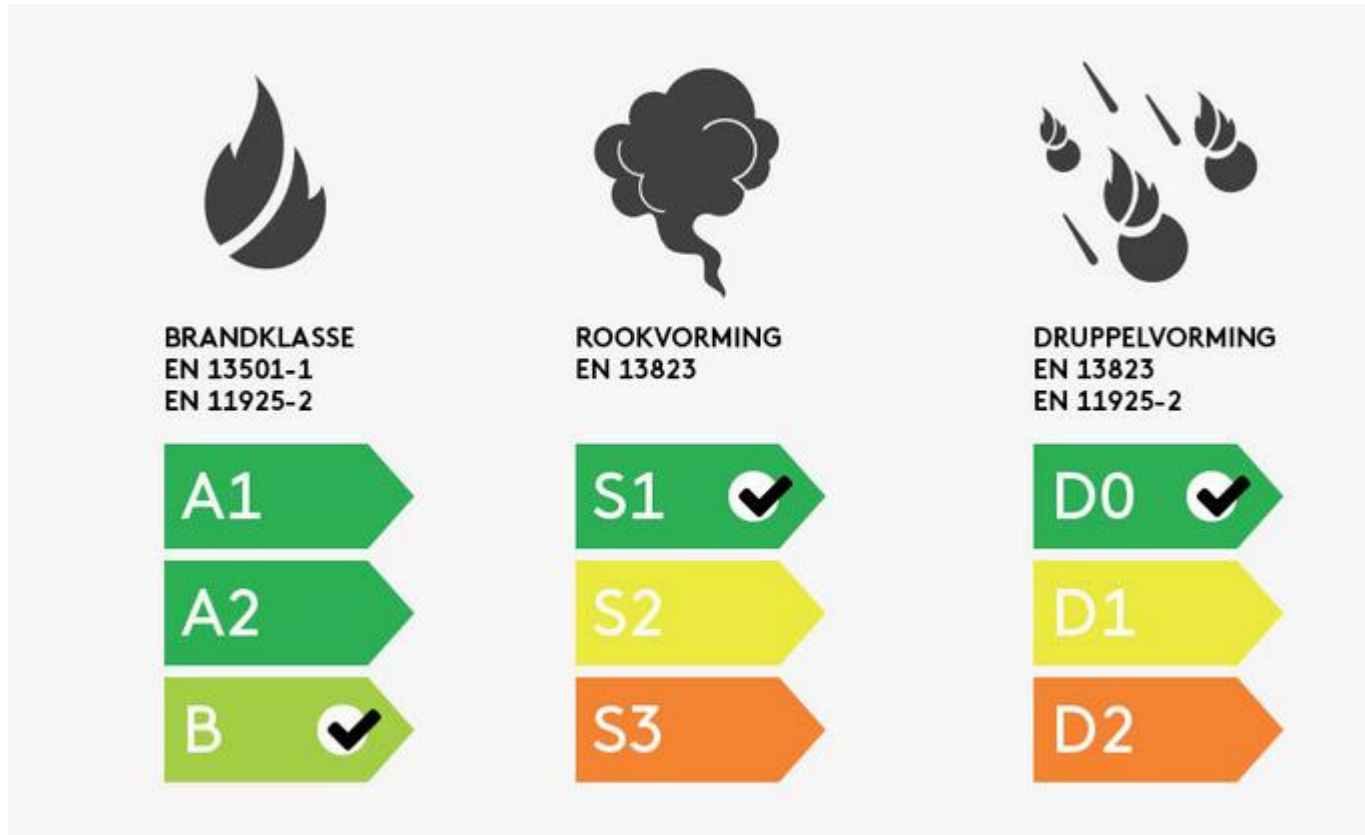 BRANDKLASSE
EN 13501-1
EN 11925-2
A1
A2
B
ROOKVORMING
EN 13823
S1
S2
S3
DRUPPELVORMING
EN 13823
EN 11925-2
D0
D1
D2